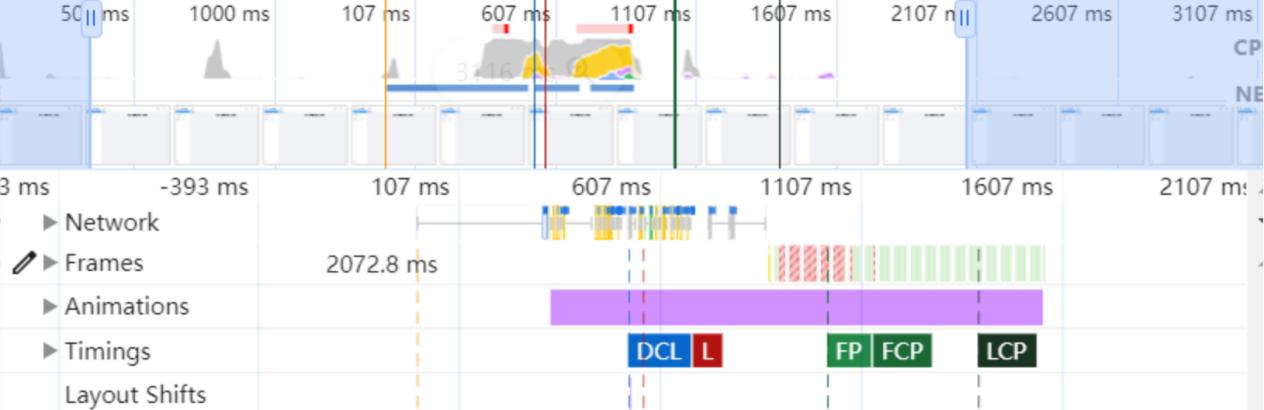 50 ms 1000 ms 107 ms 607 ms 1107 ms 1607 ms 2107 m 2607 ms 3107 ms
CP
3116
NE
3 ms -393 ms 107 ms 607 ms 1107 ms 1607 ms 2107 ms
Network
Frames 2072.8 ms
Animations
Timings DCL L FP FCP LCP
Layout Shifts